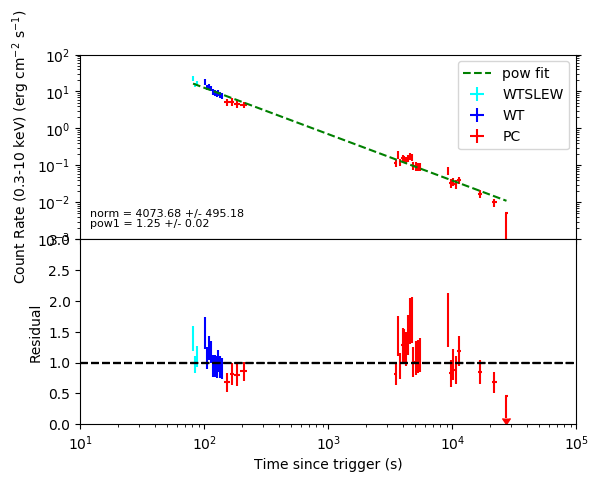 Count Rate (0.3-10 keV) (erg cm⁻² s⁻¹)
10²
10¹
10⁰
10⁻¹
10⁻²
10⁻³
pow fit
WTSLEW
WT
PC
norm = 4073.68 +/- 495.18
pow1 = 1.25 +/- 0.02
Residual
3.0
2.5
2.0
1.5
1.0
0.5
0.0
10¹ 10² 10³ 10⁴ 10⁵
Time since trigger (s)